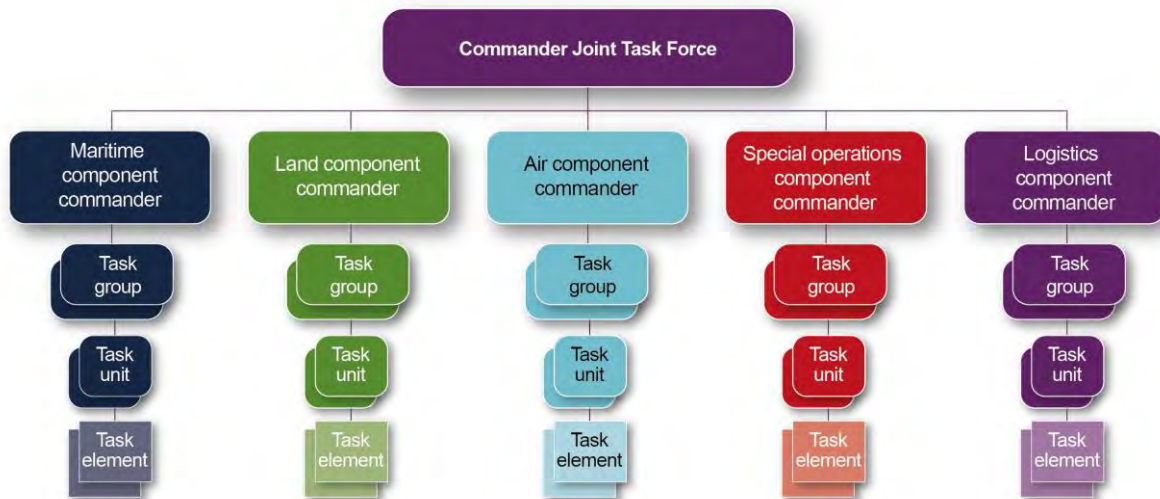 Commander Joint Task Force
Maritime
component
commander
Land component
commander
Air component
commander
Special operations
component
commander
Logistics
component
commander
Task
group
Task
group
Task
group
Task
group
Task
group
Task
unit
Task
unit
Task
unit
Task
unit
Task
unit
Task
element
Task
element
Task
element
Task
element
Task
element